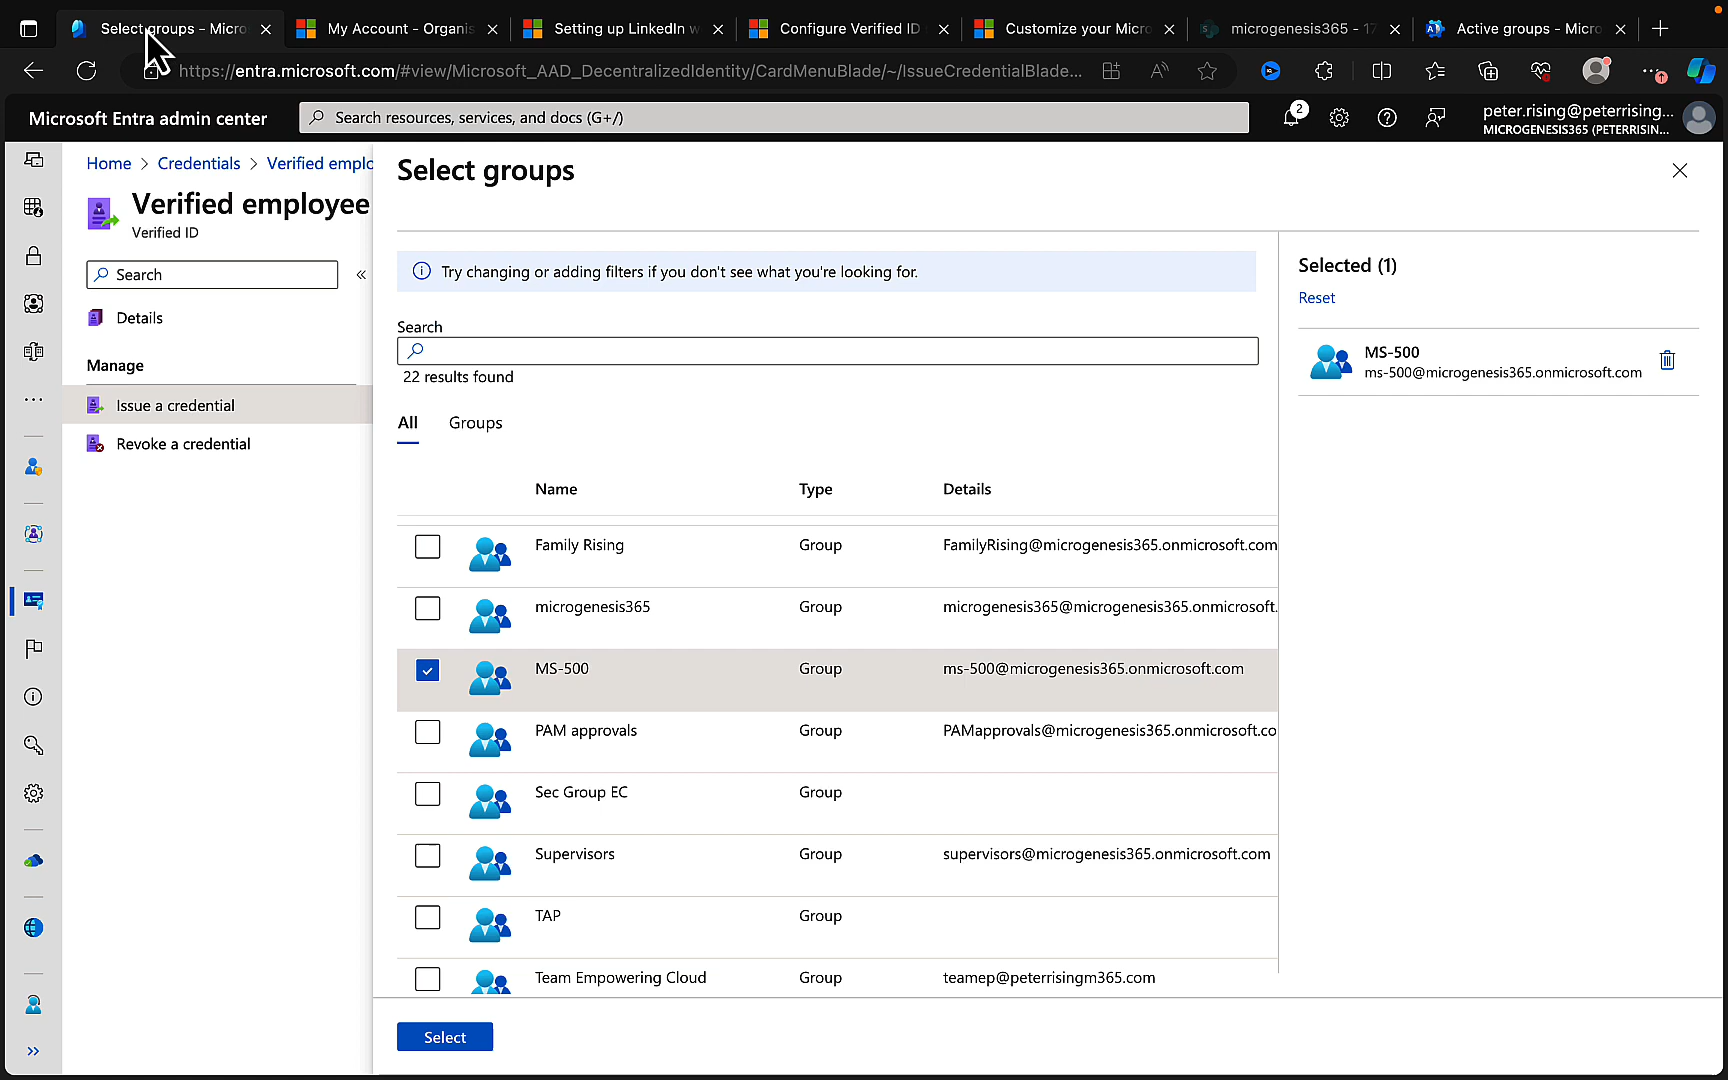 Select groups - Micro
My Account - Organis
Setting up LinkedIn w
Configure Verified ID
Customize your Micro
microgenesis365 - 17
Active groups - Micro
https://entra.microsoft.com/#view/Microsoft_AAD_DecentralizedIdentity/CardMenuBlade/~/IssueCredentialBlade...
Microsoft Entra admin center
Search resources, services, and docs (G+/)
2
peter.rising@peterrising...
MICROGENESIS365 (PETERRISIN...
Home > Credentials > Verified emplo
Verified employee
Verified ID
Search
Details
Manage
Issue a credential
Revoke a credential
Select groups
Try changing or adding filters if you don't see what you're looking for.
Search
22 results found
All Groups
Name Type Details
Family Rising Group FamilyRising@microgenesis365.onmicrosoft.com
microgenesis365 Group microgenesis365@microgenesis365.onmicrosoft.
MS-500 Group ms-500@microgenesis365.onmicrosoft.com
PAM approvals Group PAMapprovals@microgenesis365.onmicrosoft.co
Sec Group EC Group
Supervisors Group supervisors@microgenesis365.onmicrosoft.com
TAP Group
Team Empowering Cloud Group teamep@peterrisingm365.com
Select
Selected (1)
Reset
MS-500
ms-500@microgenesis365.onmicrosoft.com